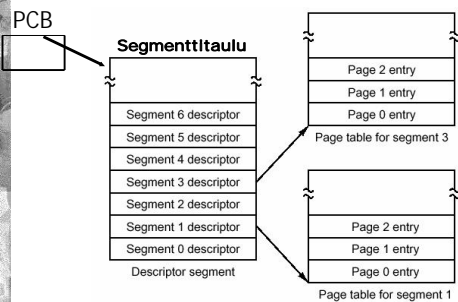 PCB
Segmenttitaulu
Segment 6 descriptor
Segment 5 descriptor
Segment 4 descriptor
Segment 3 descriptor
Segment 2 descriptor
Segment 1 descriptor
Segment 0 descriptor
Descriptor segment
Page 2 entry
Page 1 entry
Page 0 entry
Page table for segment 3
Page 2 entry
Page 1 entry
Page 0 entry
Page table for segment 1